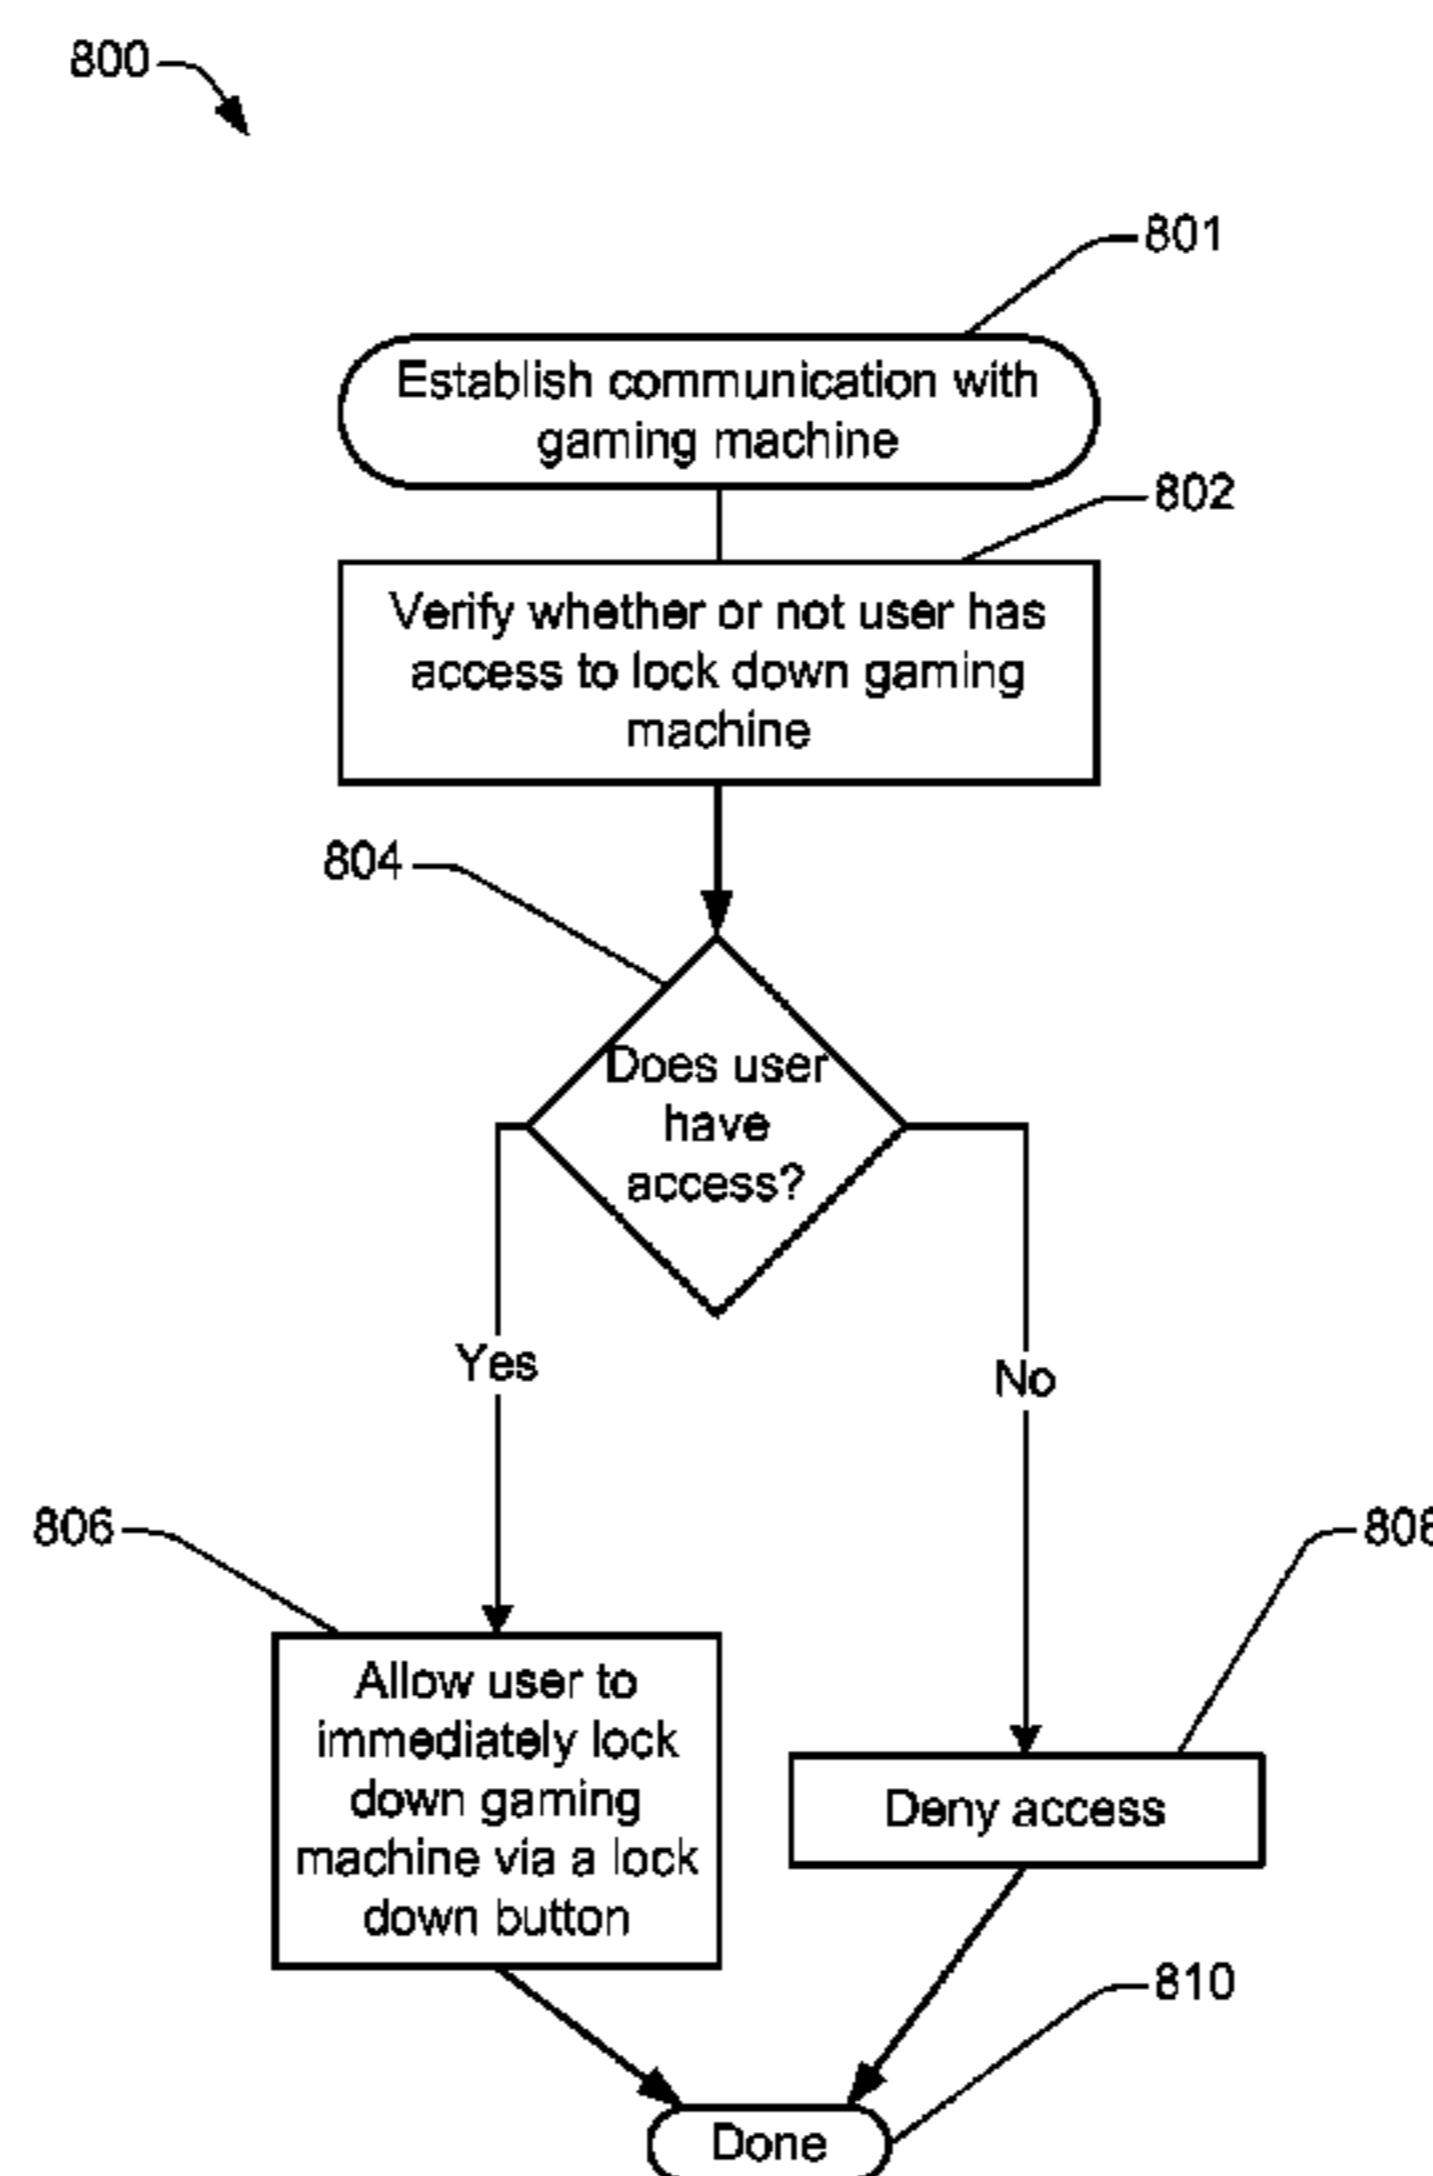 800
801
Establish communication with
gaming machine
802
Verify whether or not user has
access to lock down gaming
machine
804
Does user
have
access?
Yes
No
806
808
Allow user to
immediately lock
down gaming
machine via a lock
down button
Deny access
810
Done